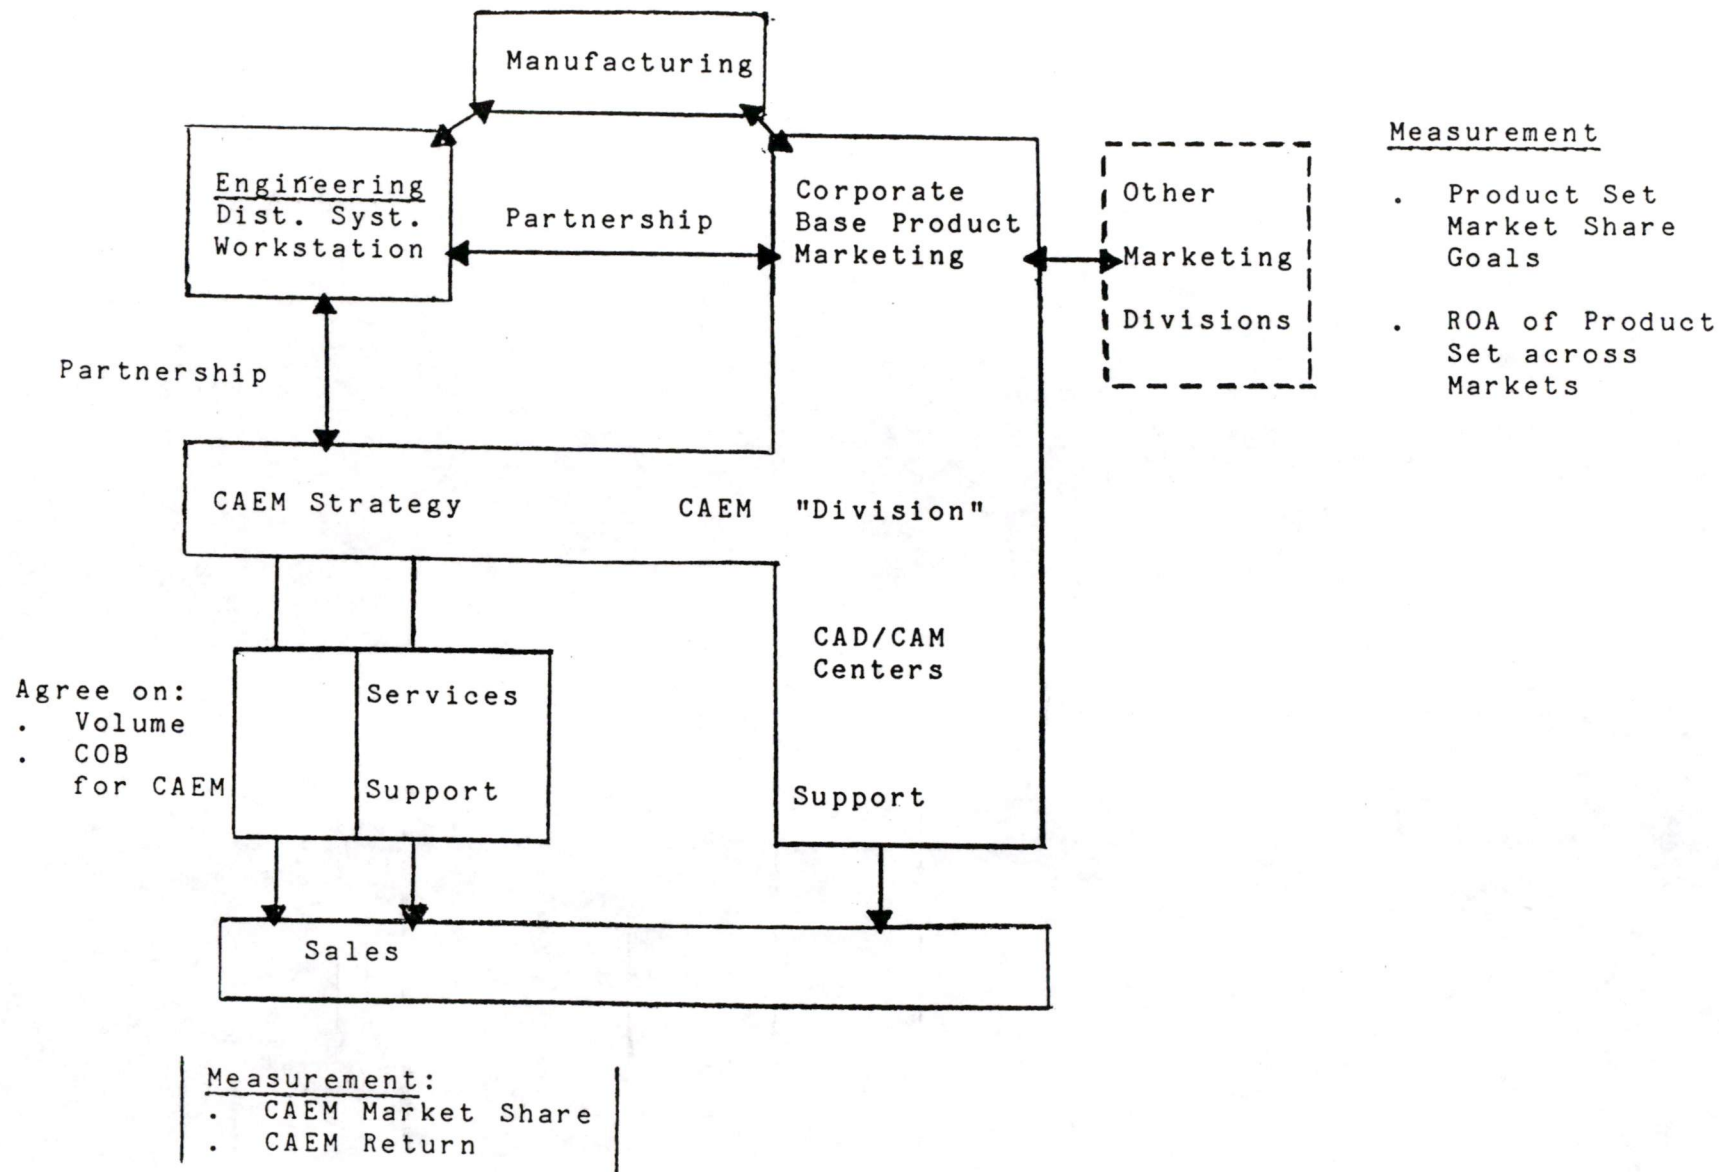 Manufacturing
Engineering
Dist. Syst.
Workstation
Partnership
Corporate
Base Product
Marketing
Other
Marketing
Divisions
Measurement
. Product Set
Market Share
Goals
. ROA of Product
Set across
Markets
Partnership
CAEM Strategy
CAEM "Division"
CAD/CAM
Centers
Support
Agree on:
. Volume
. COB
for CAEM
Services
Support
Sales
Measurement:
. CAEM Market Share
. CAEM Return